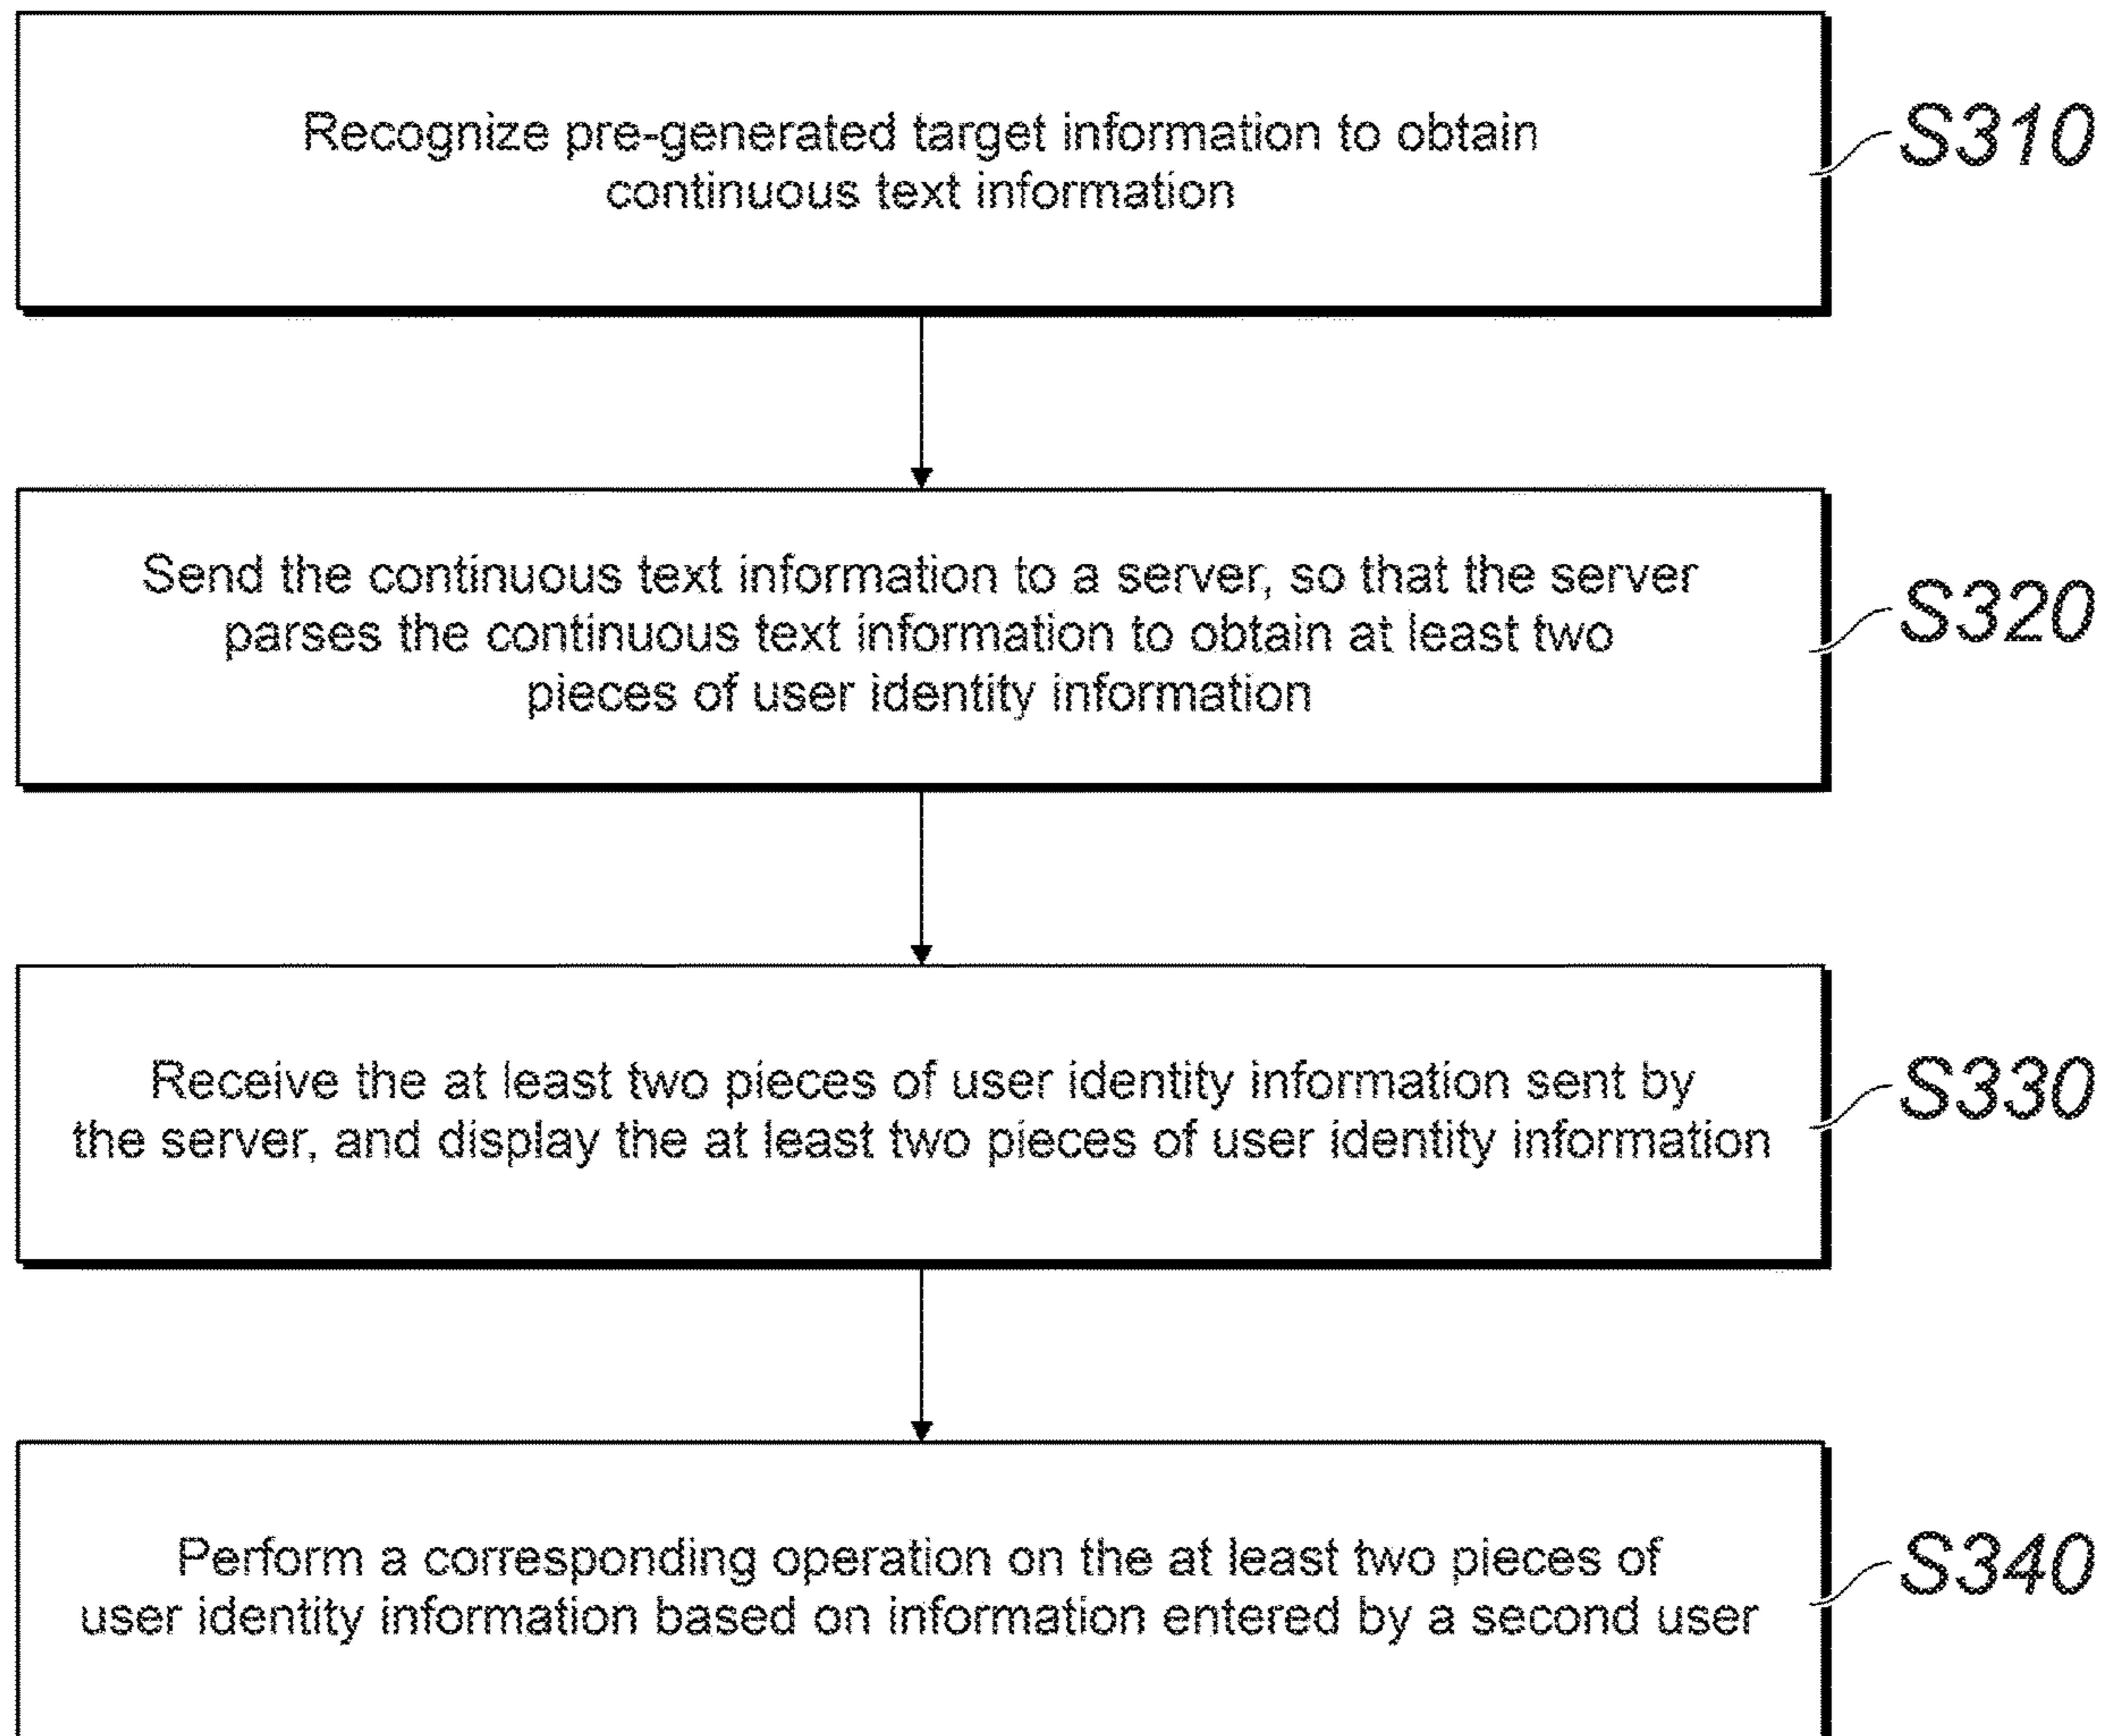 Recognize pre-generated target information to obtain
continuous text information
S310
Send the continuous text information to a server, so that the server
parses the continuous text information to obtain at least two
pieces of user identity information
S320
Receive the at least two pieces of user identity information sent by
the server, and display the at least two pieces of user identity information
S330
Perform a corresponding operation on the at least two pieces of
user identity information based on information entered by a second user
S340